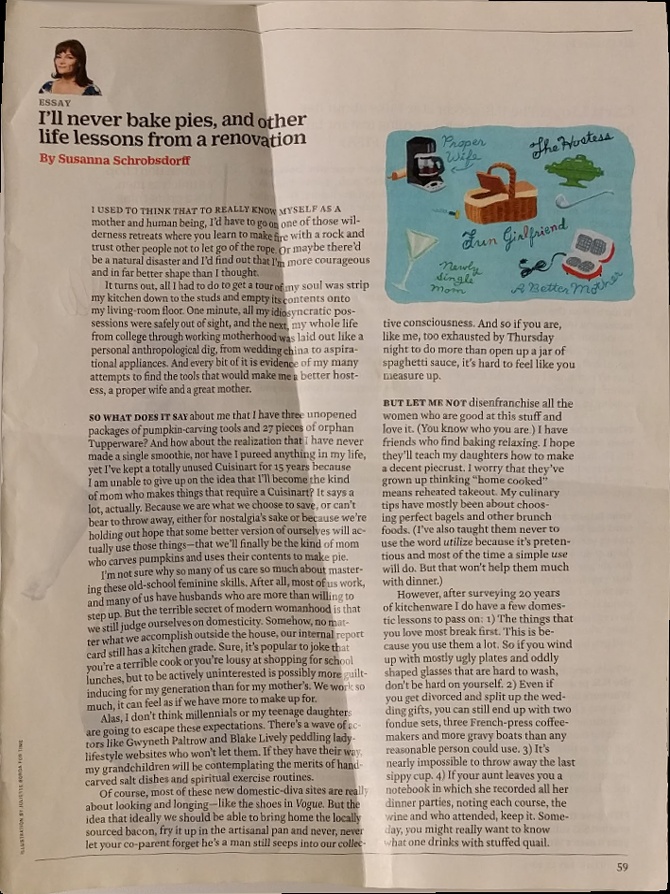 ESSAY
I'll never bake pies, and other
life lessons from a renovation
By Susanna Schrobsdorff
I USED TO THINK THAT TO REALLY KNOW MYSELF AS A
mother and human being, I'd have to go on one of those wil-
derness retreats where you learn to make fire with a rock and
trust other people not to let go of the rope. Or maybe there'd
be a natural disaster and I'd find out that I'm more courageous
and in far better shape than I thought.
It turns out, all I had to do to get a tour of my soul was strip
my kitchen down to the studs and empty its contents onto
my living-room floor. One minute, all my idiosyncratic pos-
sessions were safely out of sight, and the next, my whole life
from college through working motherhood was laid out like a
personal anthropological dig, from wedding china to aspira-
tional appliances. And every bit of it is evidence of my many
attempts to find the tools that would make me a better host-
ess, a proper wife and a great mother.
SO WHAT DOES IT SAY about me that I have three unopened
packages of pumpkin-carving tools and 27 pieces of orphan
Tupperware? And how about the realization that I have never
made a single smoothie, nor have I pureed anything in my life,
yet I've kept a totally unused Cuisinart for 15 years because
I am unable to give up on the idea that I'll become the kind
of mom who makes things that require a Cuisinart? It says a
lot, actually. Because we are what we choose to save, or can't
bear to throw away, either for nostalgia's sake or because we're
holding out hope that some better version of ourselves will ac-
tually use those things—that we'll finally be the kind of mom
who carves pumpkins and uses their contents to make pie.
I'm not sure why so many of us care so much about master-
ing these old-school feminine skills. After all, most of us work,
and many of us have husbands who are more than willing to
step up. But the terrible secret of modern womanhood is that
we still judge ourselves on domesticity. Somehow, no mat-
ter what we accomplish outside the house, our internal report
card still has a kitchen grade. Sure, it's popular to joke that
you're a terrible cook or you're lousy at shopping for school
lunches, but to be actively uninterested is possibly more guilt-
inducing for my generation than for my mother's. We work so
much, it can feel as if we have more to make up for.
Alas, I don't think millennials or my teenage daughters
are going to escape these expectations. There's a wave of ac-
tors like Gwyneth Paltrow and Blake Lively peddling lady-
lifestyle websites who won't let them. If they have their way,
my grandchildren will be contemplating the merits of hand-
carved salt dishes and spiritual exercise routines.
Of course, most of these new domestic-diva sites are really
about looking and longing—like the shoes in Vogue. But the
idea that ideally we should be able to bring home the locally
sourced bacon, fry it up in the artisanal pan and never, never
let your co-parent forget he's a man still seeps into our collec-
Proper
Wife
The Hostess
Fun Girlfriend
Newly
Single
Mom
A Better Mother
tive consciousness. And so if you are,
like me, too exhausted by Thursday
night to do more than open up a jar of
spaghetti sauce, it's hard to feel like you
measure up.
BUT LET ME NOT disenfranchise all the
women who are good at this stuff and
love it. (You know who you are.) I have
friends who find baking relaxing. I hope
they'll teach my daughters how to make
a decent piecrust. I worry that they've
grown up thinking "home cooked"
means reheated takeout. My culinary
tips have mostly been about choos-
ing perfect bagels and other brunch
foods. (I've also taught them never to
use the word utilize because it's preten-
tious and most of the time a simple use
will do. But that won't help them much
with dinner.)
However, after surveying 20 years
of kitchenware I do have a few domes-
tic lessons to pass on: 1) The things that
you love most break first. This is be-
cause you use them a lot. So if you wind
up with mostly ugly plates and oddly
shaped glasses that are hard to wash,
don't be hard on yourself. 2) Even if
you get divorced and split up the wed-
ding gifts, you can still end up with two
fondue sets, three French-press coffee-
makers and more gravy boats than any
reasonable person could use. 3) It's
nearly impossible to throw away the last
sippy cup. 4) If your aunt leaves you a
notebook in which she recorded all her
dinner parties, noting each course, the
wine and who attended, keep it. Some-
day, you might really want to know
what one drinks with stuffed quail.
ILLUSTRATION BY JULIETTE BORDA FOR TIME
59